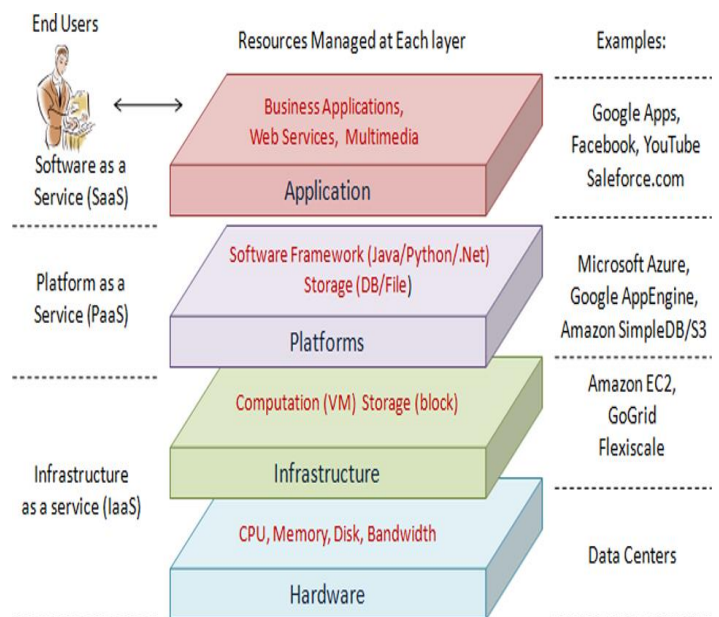 End Users
Resources Managed at Each layer
Examples:
Business Applications,
Web Services, Multimedia
Application
Software as a
Service (SaaS)
Google Apps,
Facebook, YouTube
Saleforce.com
Software Framework (Java/Python/.Net)
Storage (DB/File)
Platforms
Platform as a
Service (PaaS)
Microsoft Azure,
Google AppEngine,
Amazon SimpleDB/S3
Computation (VM) Storage (block)
Infrastructure
Amazon EC2,
GoGrid
Flexiscale
Infrastructure
as a service (IaaS)
CPU, Memory, Disk, Bandwidth
Hardware
Data Centers